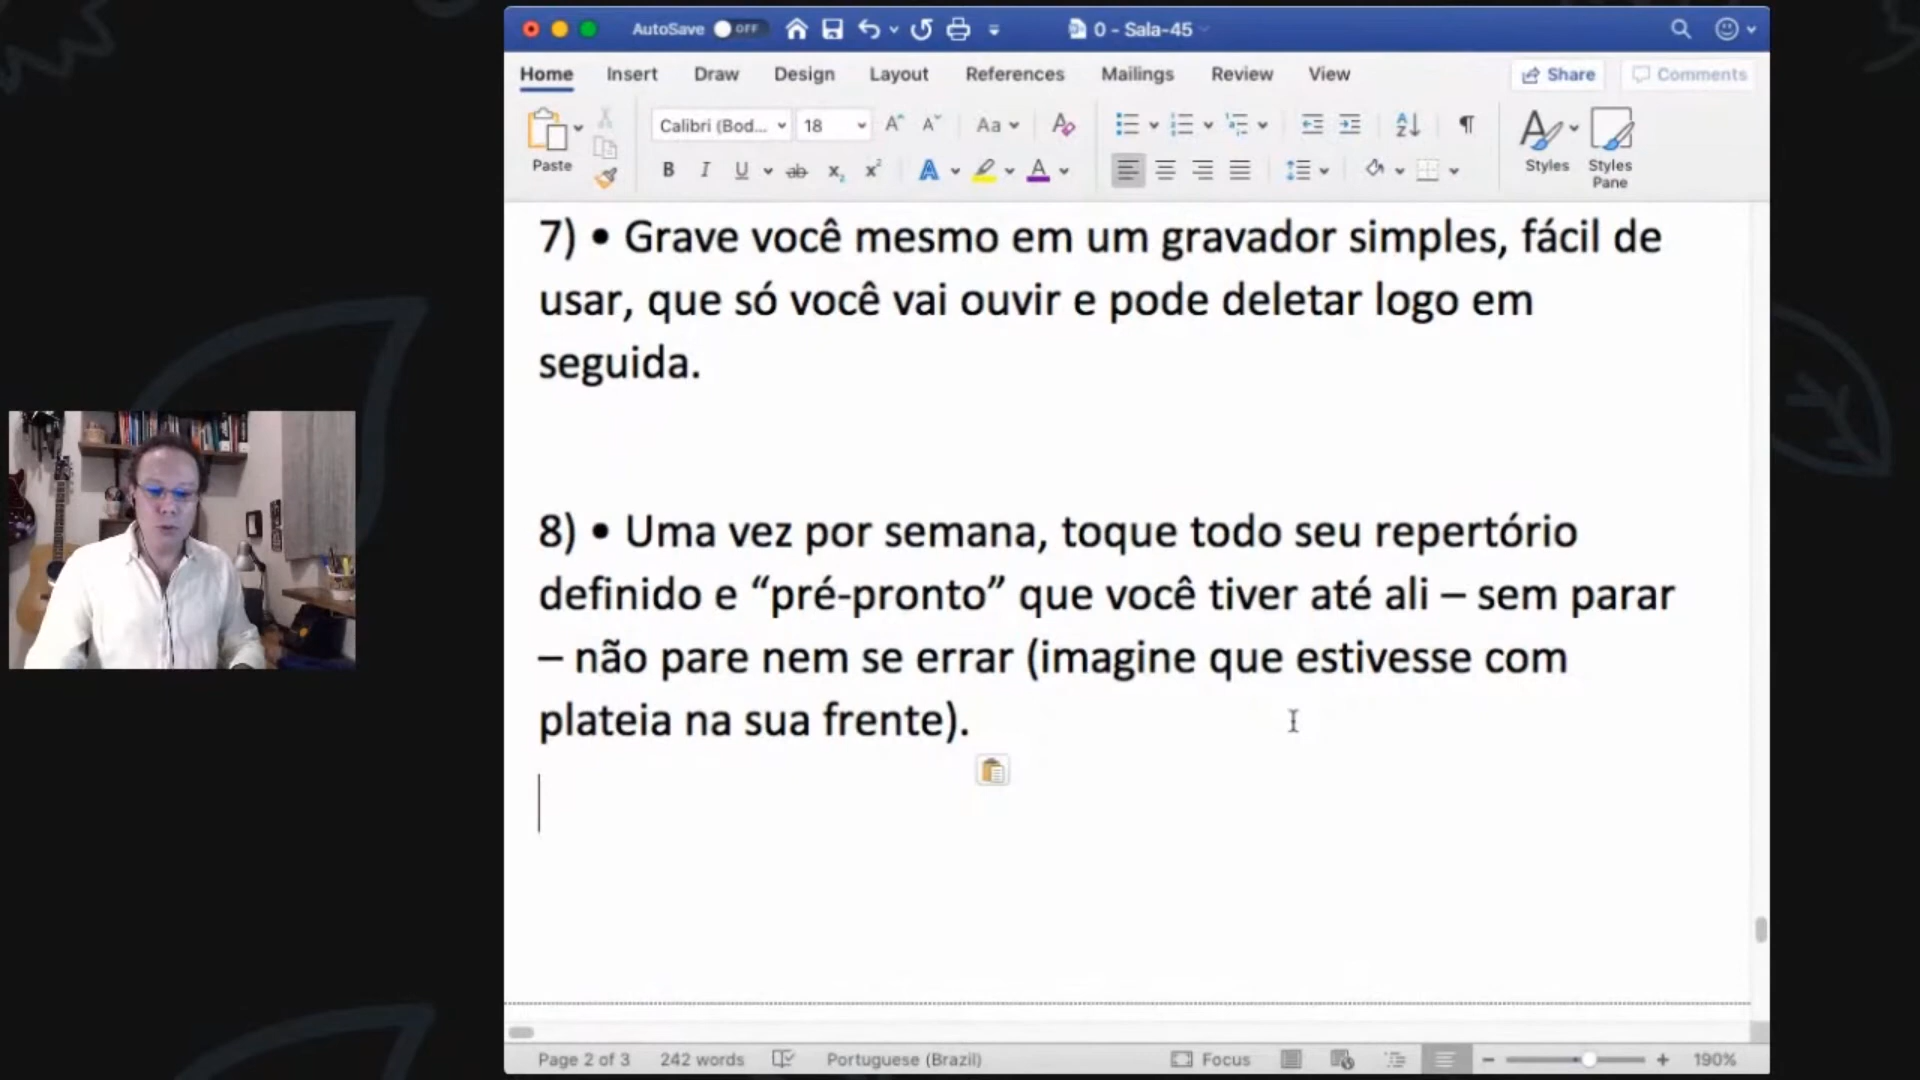 AutoSave OFF 0 - Sala-45
Home Insert Draw Design Layout References Mailings Review View Share Comments
Calibri (Bod... 18 Aa
Paste B I U ab x₂ x² A A Styles Styles Pane
7) • Grave você mesmo em um gravador simples, fácil de
usar, que só você vai ouvir e pode deletar logo em
seguida.
8) • Uma vez por semana, toque todo seu repertório
definido e “pré-pronto” que você tiver até ali – sem parar
– não pare nem se errar (imagine que estivesse com
plateia na sua frente).
Page 2 of 3 242 words Portuguese (Brazil) Focus 190%